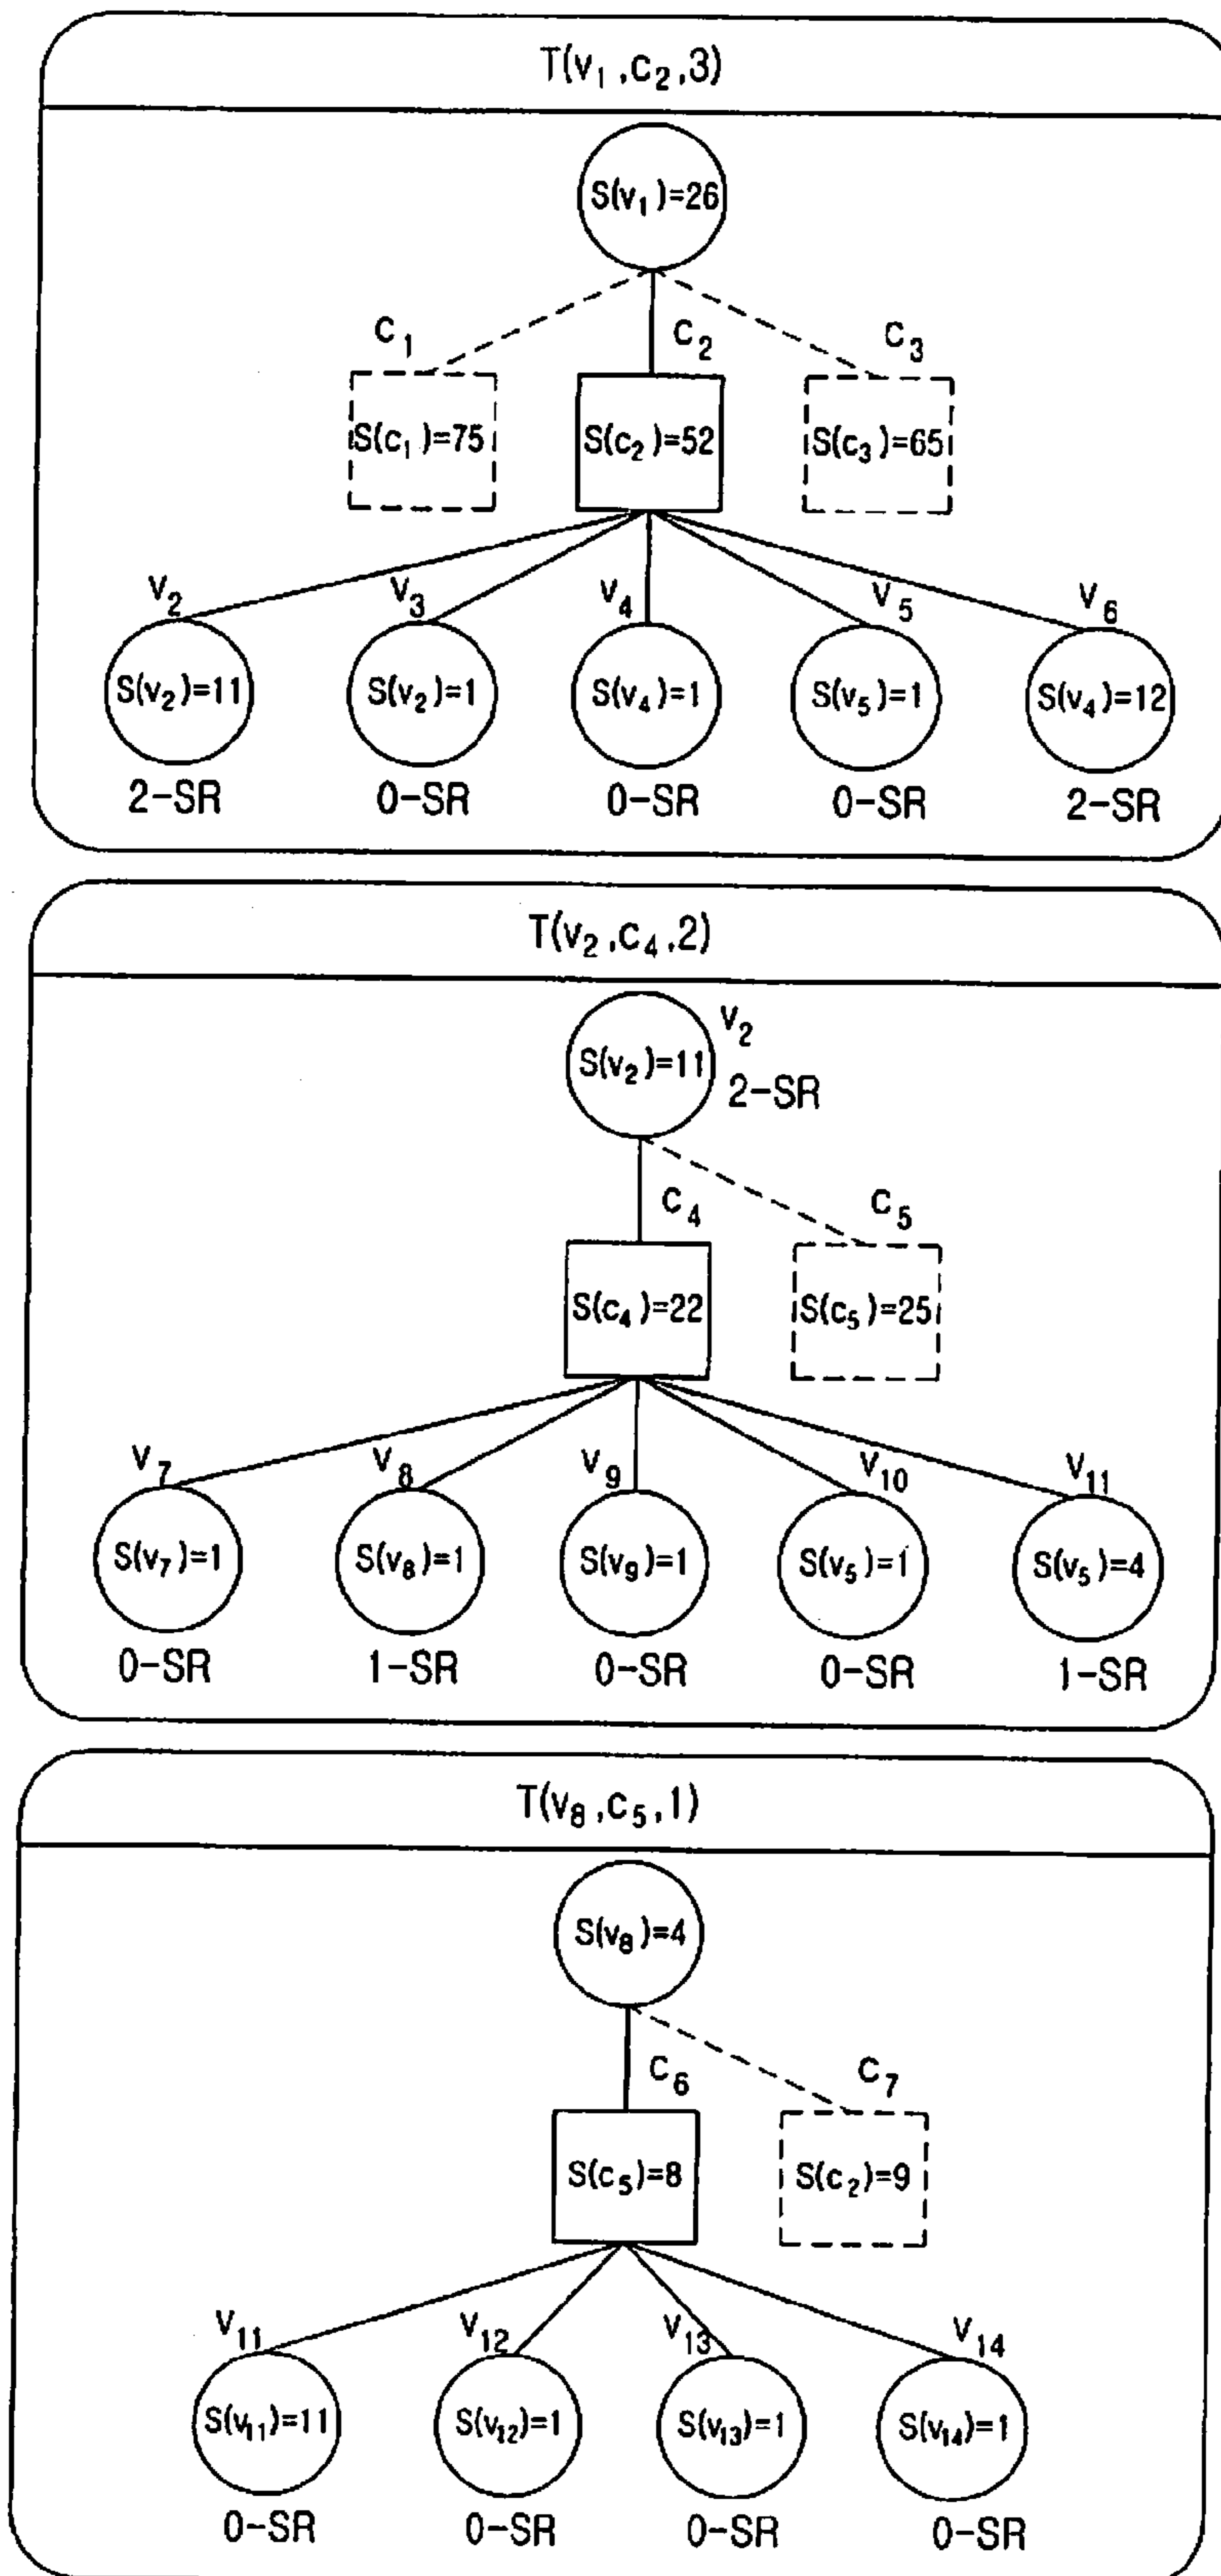 T(v₁,c₂,3)
S(v₁)=26
C₁ C₂ C₃
S(c₁)=75 S(c₂)=52 S(c₃)=65
V₂ V₃ V₄ V₅ V₆
S(v₂)=11 S(v₂)=1 S(v₄)=1 S(v₅)=1 S(v₄)=12
2-SR 0-SR 0-SR 0-SR 2-SR
T(v₂,c₄,2)
V₂
S(v₂)=11
2-SR
C₄ C₅
S(c₄)=22 S(c₅)=25
V₇ V₈ V₉ V₁₀ V₁₁
S(v₇)=1 S(v₈)=1 S(v₉)=1 S(v₅)=1 S(v₅)=4
0-SR 1-SR 0-SR 0-SR 1-SR
T(v₈,c₅,1)
S(v₈)=4
C₆ C₇
S(c₅)=8 S(c₂)=9
V₁₁ V₁₂ V₁₃ V₁₄
S(v₁₁)=11 S(v₁₂)=1 S(v₁₃)=1 S(v₁₄)=1
0-SR 0-SR 0-SR 0-SR